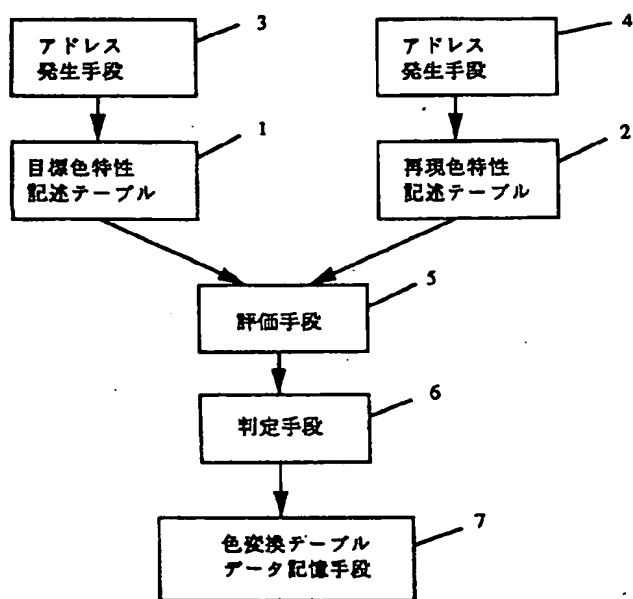 3
アドレス
発生手段
4
アドレス
発生手段
1
目標色特性
記述テーブル
2
再現色特性
記述テーブル
5
評価手段
6
判定手段
7
色変換テーブル
データ記憶手段